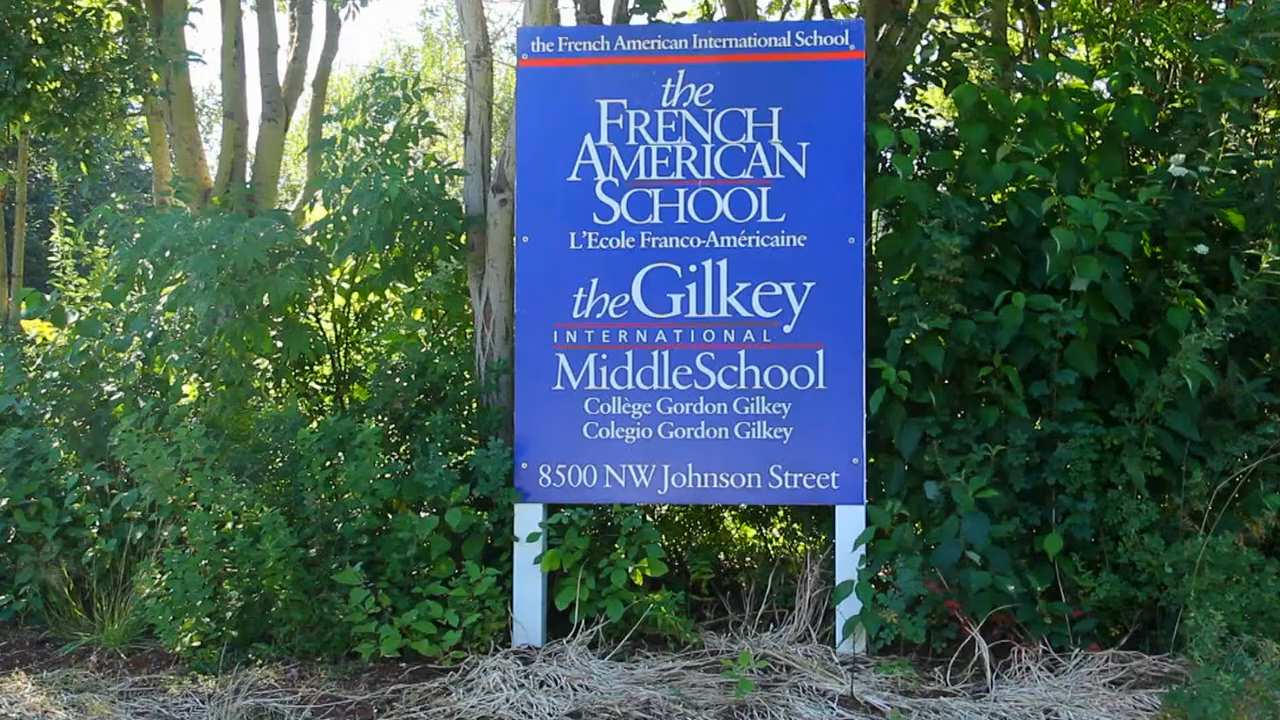 the French American International School
the
FRENCH
AMERICAN
SCHOOL
L'Ecole Franco-Américaine
the Gilkey
INTERNATIONAL
MiddleSchool
Collège Gordon Gilkey
Colegio Gordon Gilkey
8500 NW Johnson Street